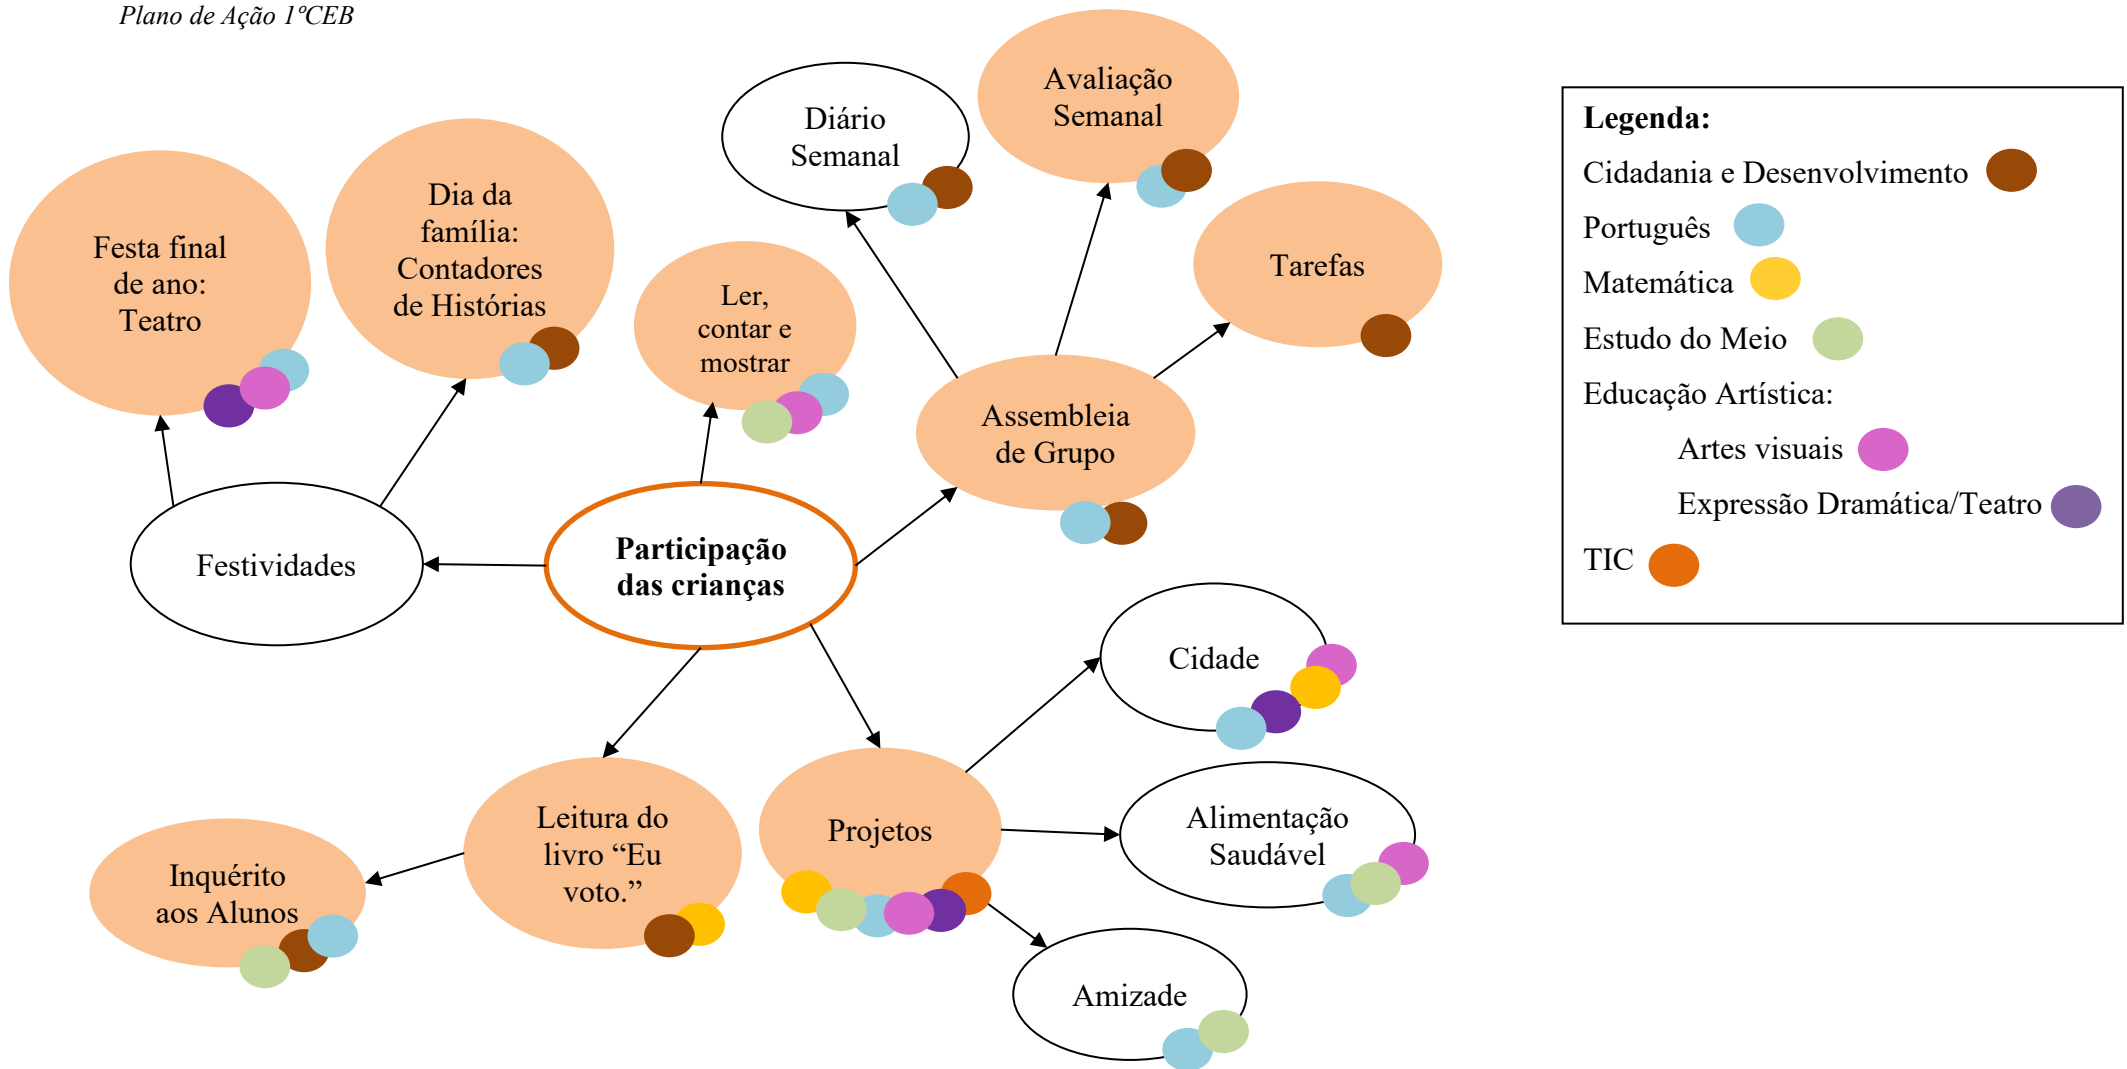 Plano de Ação 1ºCEB
Avaliação
Semanal
Diário
Semanal
Dia da
família:
Contadores
de Histórias
Festa final
de ano:
Teatro
Ler,
contar e
mostrar
Tarefas
Assembleia
de Grupo
Festividades
Participação
das crianças
Cidade
Alimentação
Saudável
Projetos
Leitura do
livro “Eu
voto.”
Inquérito
aos Alunos
Amizade
Legenda:
Cidadania e Desenvolvimento
Português
Matemática
Estudo do Meio
Educação Artística:
Artes visuais
Expressão Dramática/Teatro
TIC